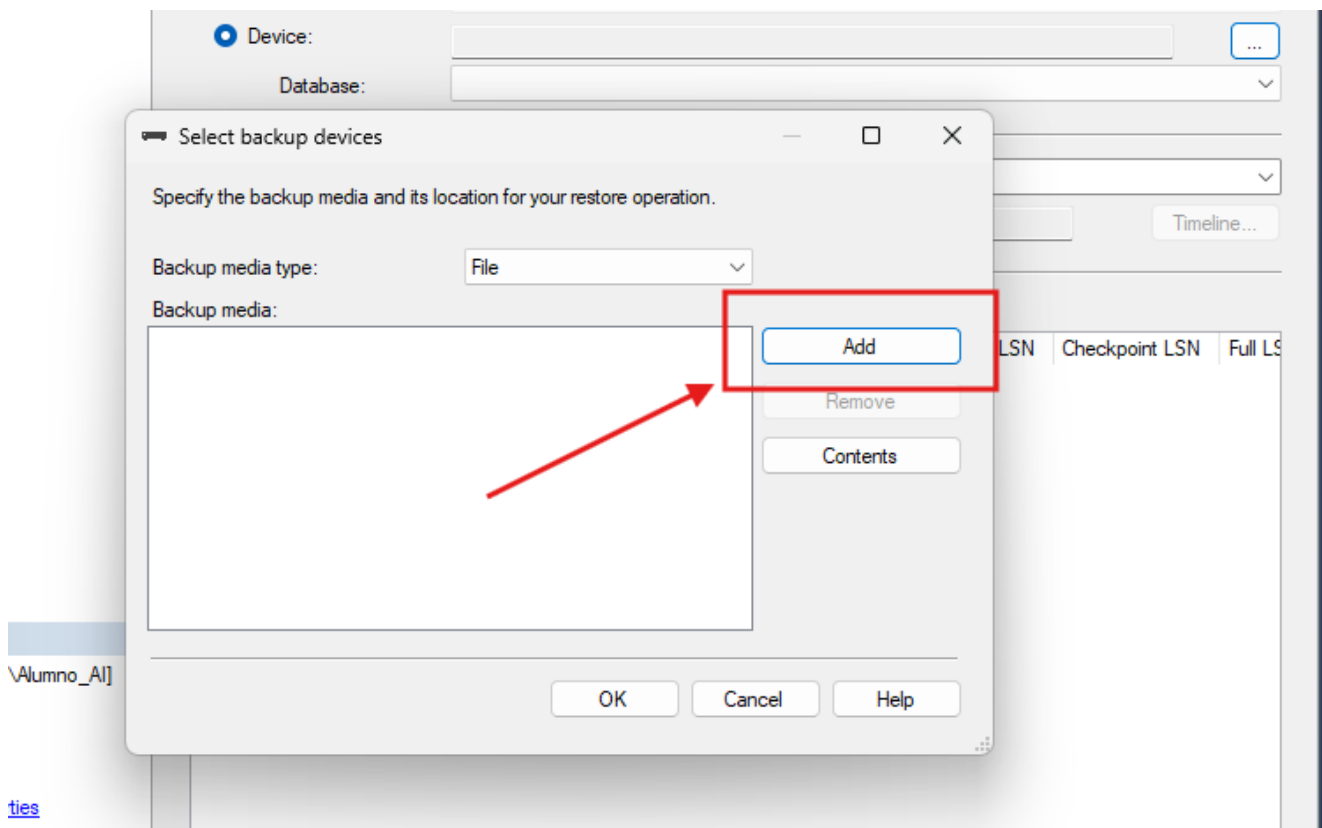 Device:
...
Database:
Select backup devices
Specify the backup media and its location for your restore operation.
Timeline...
Backup media type:
File
Backup media:
Add
LSN
Checkpoint LSN
Full LS
Remove
Contents
\Alumno_AI]
OK
Cancel
Help
ties